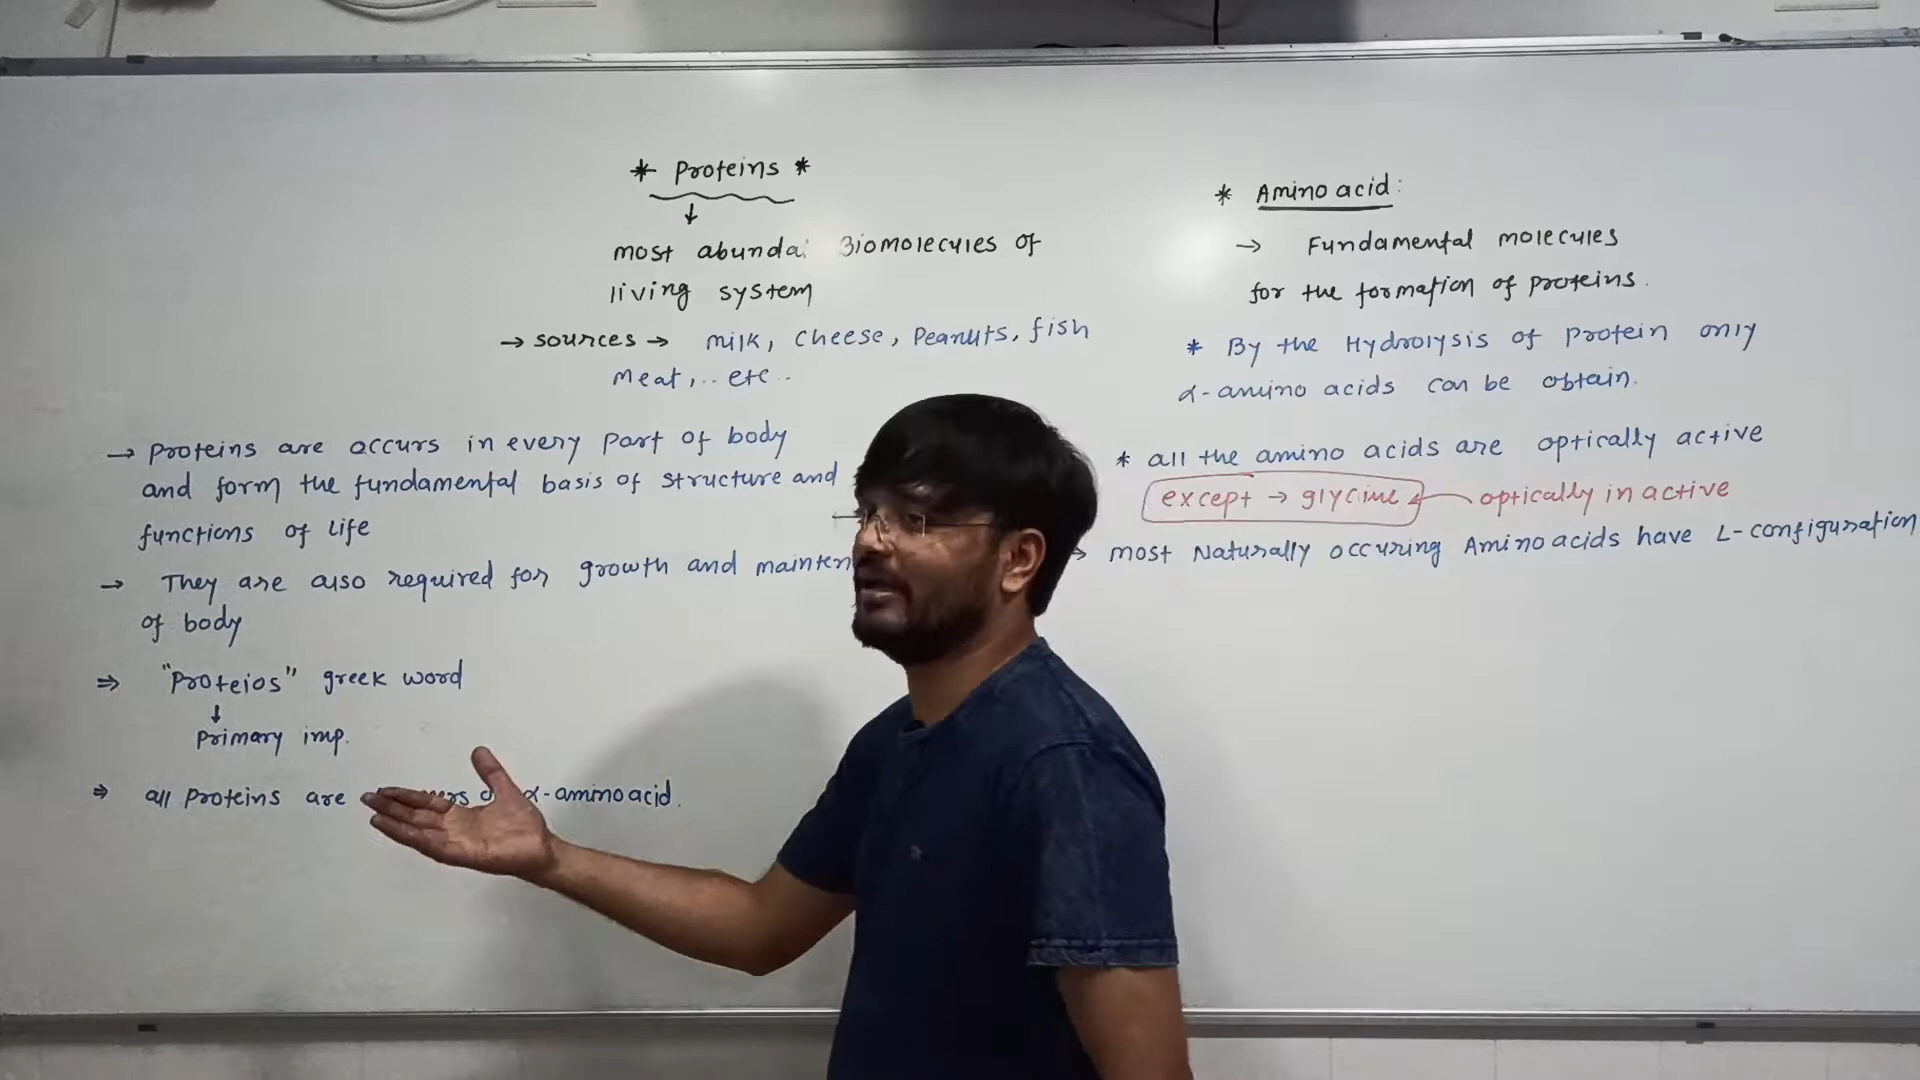 * Proteins *
↓
most abunda Biomolecules of
living system
→ sources → milk, cheese, Peanuts, fish
meat,.. etc..
→ Proteins are occurs in every part of body
and form the fundamental basis of structure and
functions of life
→ They are also required for growth and mainten
of body
⇒ "Proteios" greek word
↓
Primary imp.
⇒ all Proteins are α-amino acid.
* Amino acid:
→ Fundamental molecules
for the formation of proteins.
* By the Hydrolysis of Protein only
α-amino acids can be obtain.
* all the amino acids are optically active
except → glycine ← optically in active
→ most Naturally occuring Amino acids have L-configuration